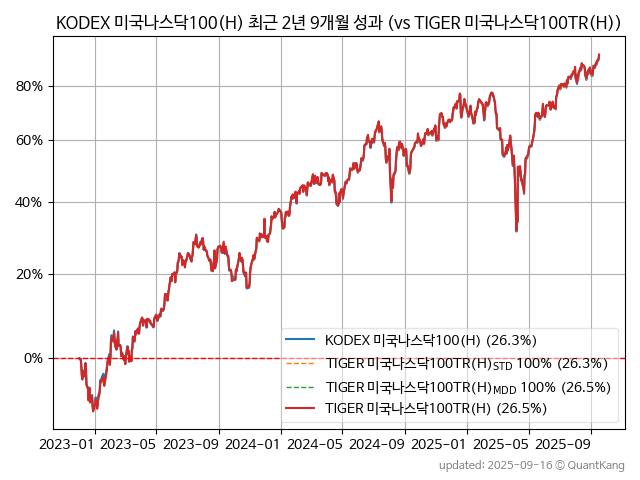 KODEX 미국나스닥100(H) 최근 2년 9개월 성과 (vs TIGER 미국나스닥100TR(H))
80%
60%
40%
20%
0%
KODEX 미국나스닥100(H) (26.3%)
TIGER 미국나스닥100TR(H)STD 100% (26.3%)
TIGER 미국나스닥100TR(H)MDD 100% (26.5%)
TIGER 미국나스닥100TR(H) (26.5%)
2023-01 2023-05 2023-09 2024-01 2024-05 2024-09 2025-01 2025-05 2025-09
updated: 2025-09-16 © QuantKang